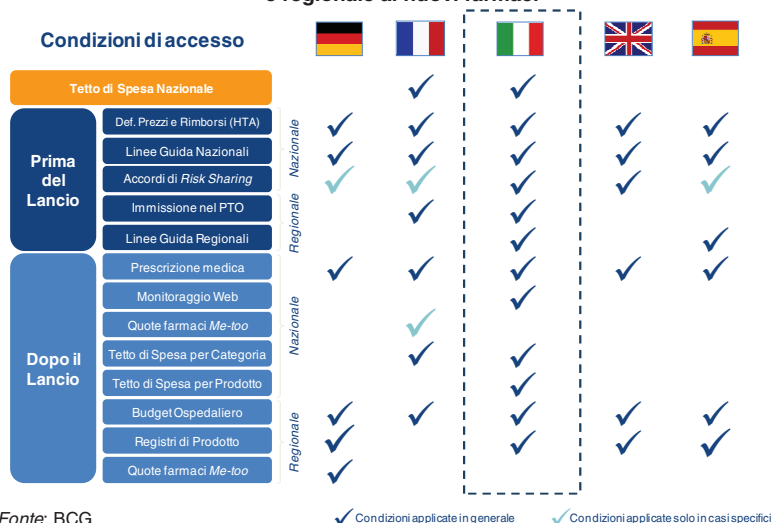 e regionale ai nuovi farmaci
Condizioni di accesso
Tetto di Spesa Nazionale
Prima
del
Lancio
Def. Prezzi e Rimborsi (HTA)
Linee Guida Nazionali
Accordi di Risk Sharing
Immissione nel PTO
Linee Guida Regionali
Nazionale
Regionale
Dopo il
Lancio
Prescrizione medica
Monitoraggio Web
Quote farmaci Me-too
Tetto di Spesa per Categoria
Tetto di Spesa per Prodotto
Budget Ospedaliero
Registri di Prodotto
Quote farmaci Me-too
Nazionale
Regionale
Fonte: BCG
Condizioni applicate in generale
Condizioni applicate solo in casi specifici